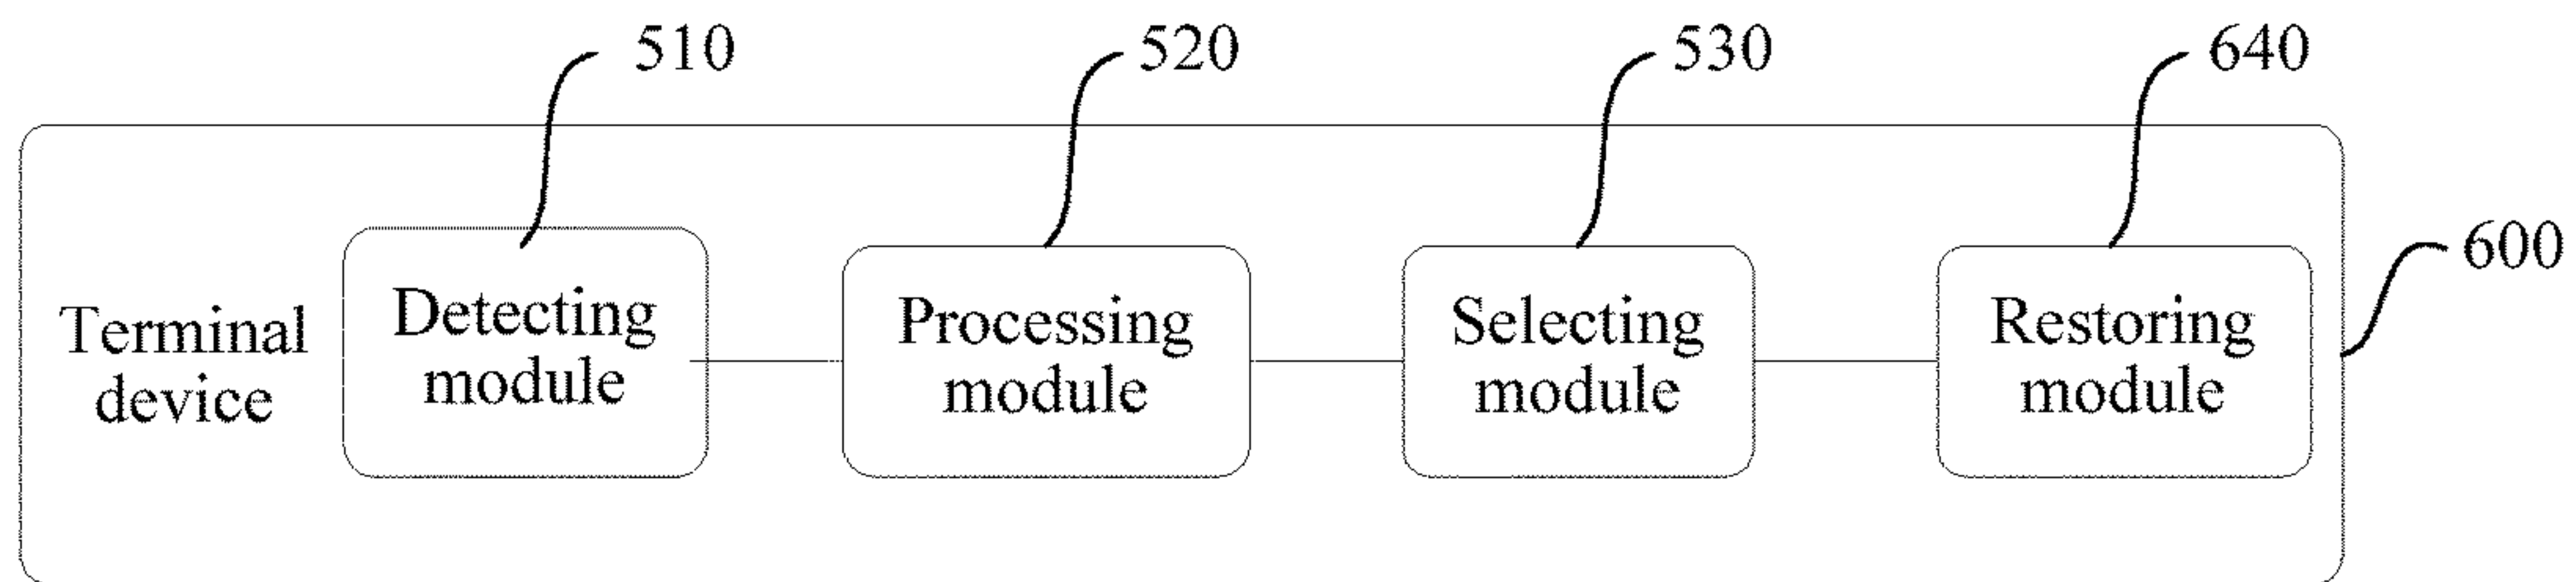 510
520
530
640
600
Terminal
device
Detecting
module
Processing
module
Selecting
module
Restoring
module